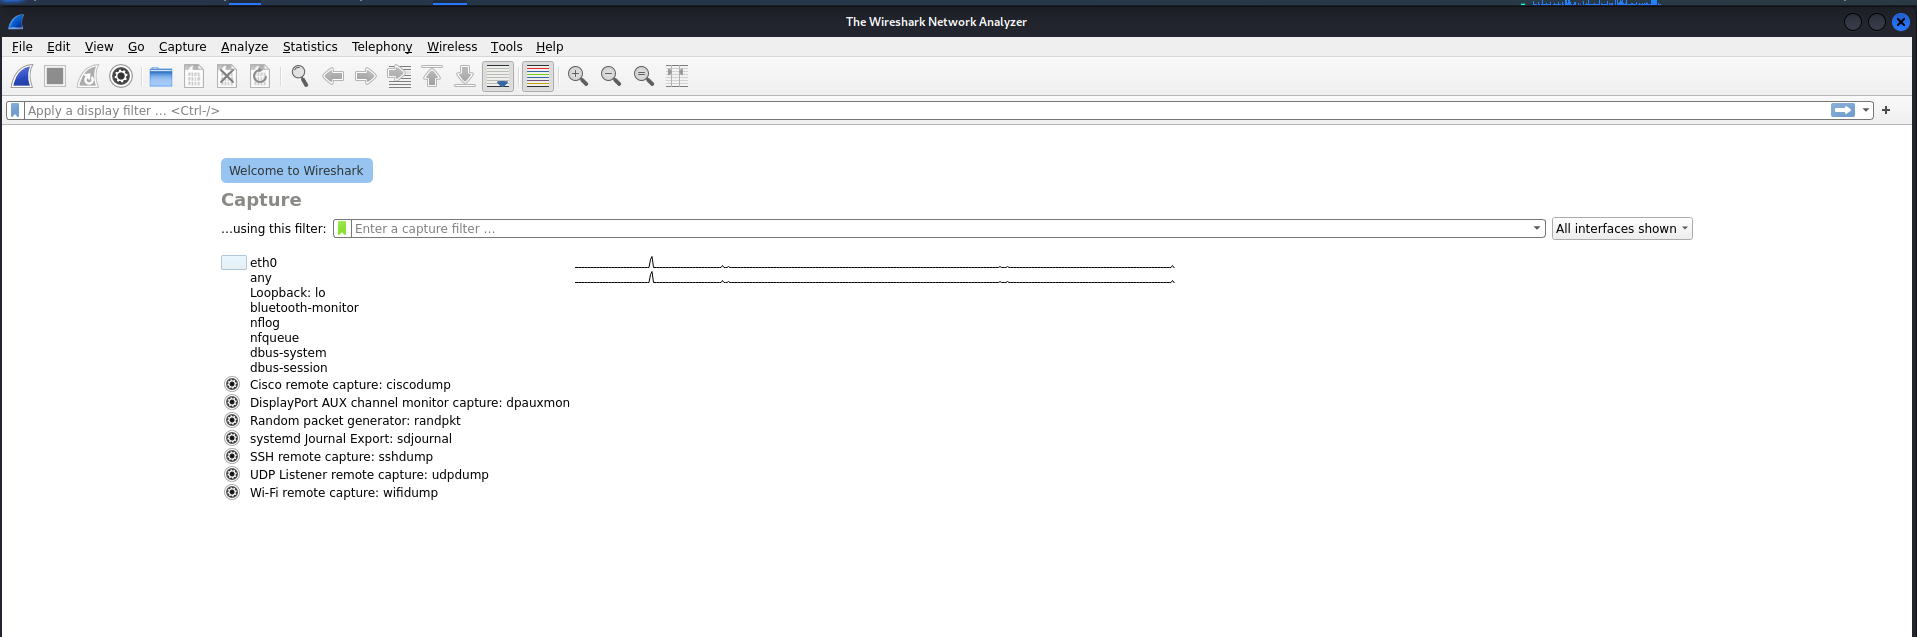 The Wireshark Network Analyzer
File Edit View Go Capture Analyze Statistics Telephony Wireless Tools Help
Apply a display filter … <Ctrl-/>
Welcome to Wireshark
Capture
…using this filter: Enter a capture filter … All interfaces shown
eth0
any
Loopback: lo
bluetooth-monitor
nflog
nfqueue
dbus-system
dbus-session
Cisco remote capture: ciscodump
DisplayPort AUX channel monitor capture: dpauxmon
Random packet generator: randpkt
systemd Journal Export: sdjournal
SSH remote capture: sshdump
UDP Listener remote capture: udpdump
Wi-Fi remote capture: wifidump